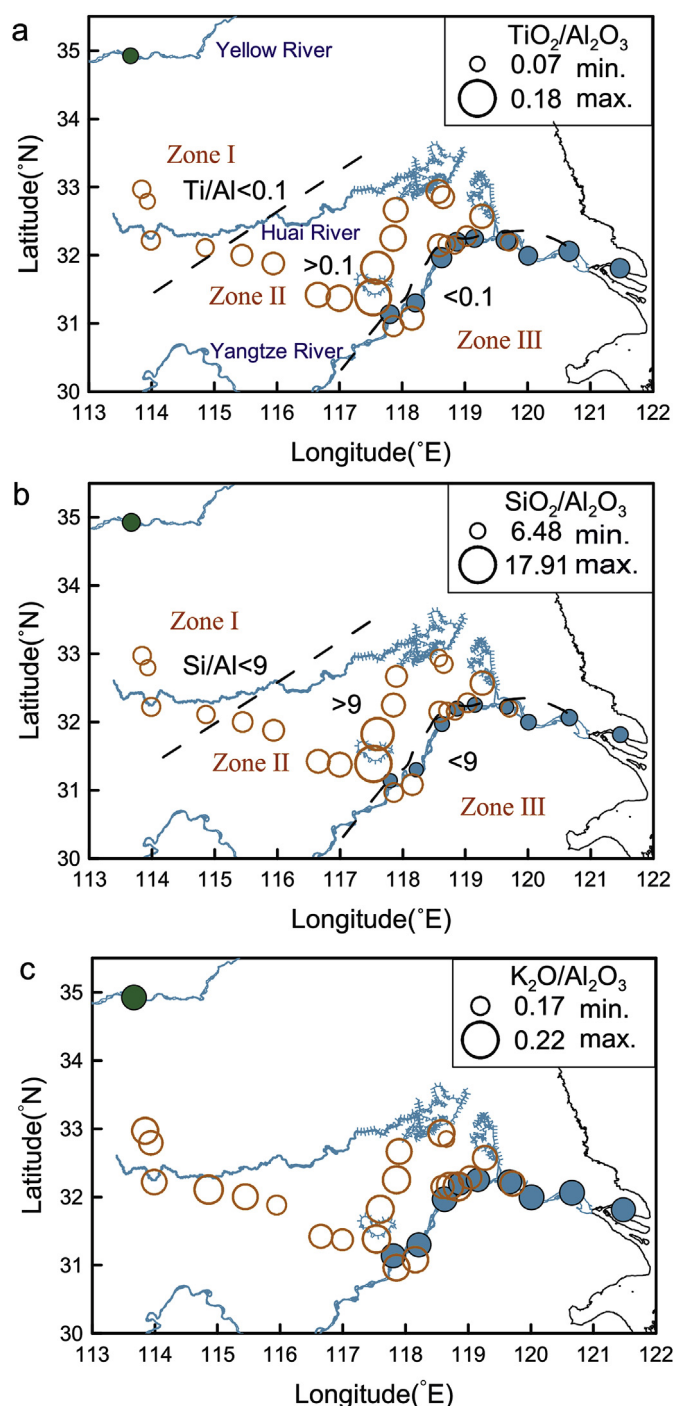 a
Yellow River
TiO₂/Al₂O₃
0.07 min.
0.18 max.
Zone I
Ti/Al<0.1
Huai River
>0.1
Zone II
<0.1
Yangtze River
Zone III
35
34
33
32
31
30
Latitude(°N)
113 114 115 116 117 118 119 120 121 122
Longitude(°E)
b
SiO₂/Al₂O₃
6.48 min.
17.91 max.
Zone I
Si/Al<9
>9
Zone II
<9
Zone III
35
34
33
32
31
30
Latitude(°N)
113 114 115 116 117 118 119 120 121 122
Longitude(°E)
c
K₂O/Al₂O₃
0.17 min.
0.22 max.
35
34
33
32
31
30
Latitude(°N)
113 114 115 116 117 118 119 120 121 122
Longitude(°E)